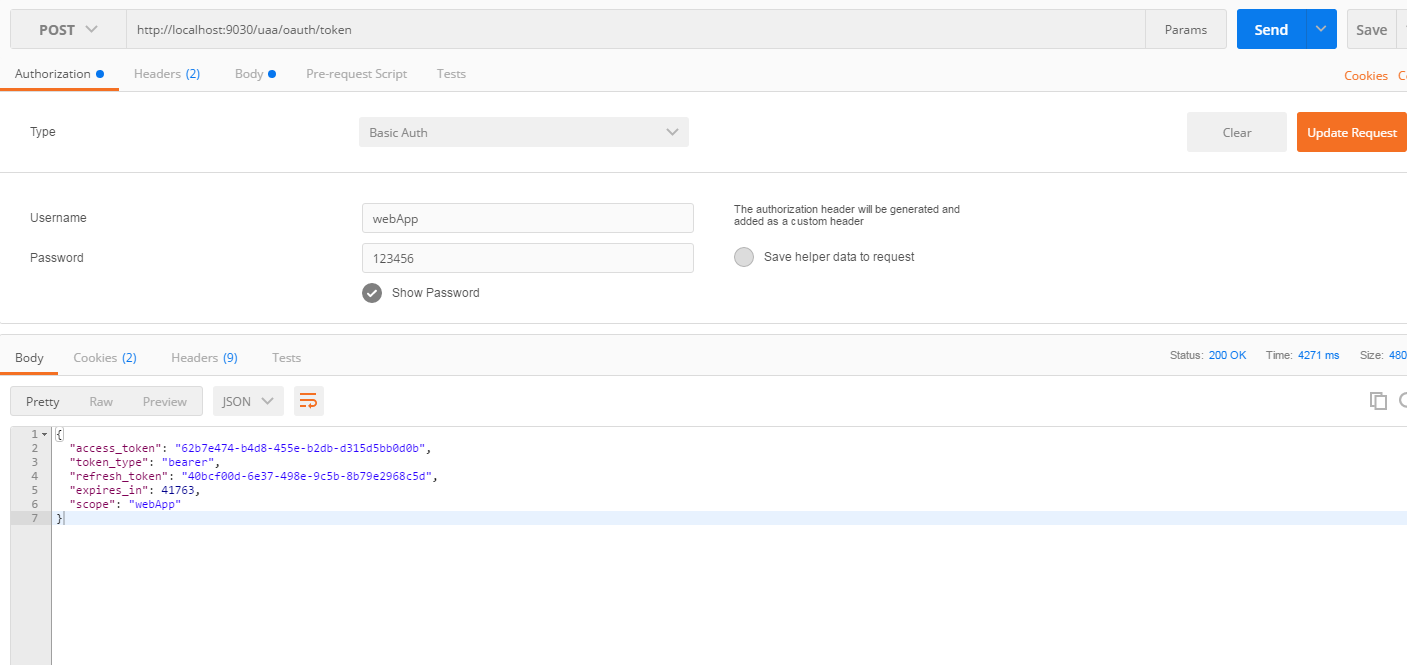 POST http://localhost:9030/uaa/oauth/token Params Send Save
Authorization Headers (2) Body Pre-request Script Tests Cookies
Type Basic Auth Clear Update Request
Username webApp The authorization header will be generated and
added as a custom header
Password 123456 Save helper data to request
Show Password
Body Cookies (2) Headers (9) Tests Status: 200 OK Time: 4271 ms Size: 480
Pretty Raw Preview JSON
1 {
2 "access_token": "62b7e474-b4d8-455e-b2db-d315d5bb0d0b",
3 "token_type": "bearer",
4 "refresh_token": "40bcf00d-6e37-498e-9c5b-8b79e2968c5d",
5 "expires_in": 41763,
6 "scope": "webApp"
7 }